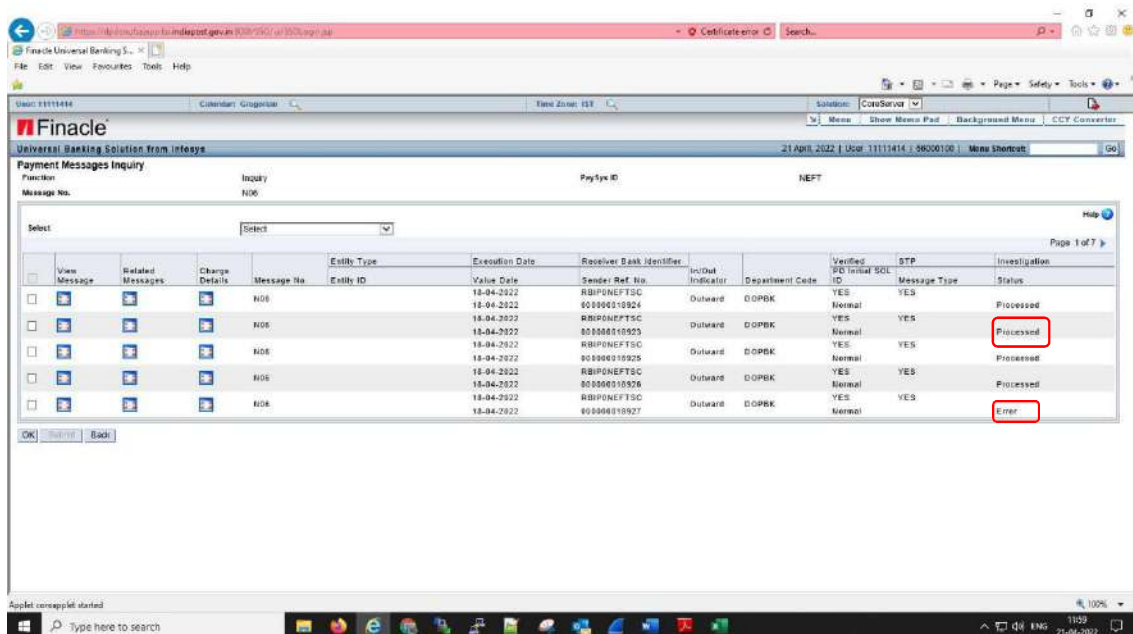 indiapost.gov.in
Certificate error
Search...
Finacle Universal Banking S...
File Edit View Favourites Tools Help
Page Safety Tools
User: 11111414 Calendar: Gregorian Time Zone: IST Solution: CoreServer
Finacle
Menu Show Memo Pad Background Menu CCY Converter
Universal Banking Solution from Infosys 21 April, 2022 | User 11111414 | Menu Shortcut: Go
Payment Messages Inquiry
Function Inquiry PaySys ID NEFT
Message No. N06
Help
Select Select
Page 1 of 7
Entity Type Execution Date Receiver Bank Identifier Verified STP Investigation
View Message Related Messages Charge Details Message No Entity ID Value Date Sender Ref. No. In/Out Indicator Department Code PO Initial SOL ID Message Type Status
18-04-2022 RBIP0NEFTSC YES YES
N06 Outward DOPBK
18-04-2022 000000018924 Normal Processed
18-04-2022 RBIP0NEFTSC YES YES
N06 Outward DOPBK
18-04-2022 000000018923 Normal Processed
18-04-2022 RBIP0NEFTSC YES YES
N06 Outward DOPBK
18-04-2022 000000018925 Normal Processed
18-04-2022 RBIP0NEFTSC YES YES
N06 Outward DOPBK
18-04-2022 000000018926 Normal Processed
18-04-2022 RBIP0NEFTSC YES YES
N06 Outward DOPBK
18-04-2022 000000018927 Normal Error
OK Submit Back
Applet coreapplet started
100%
Type here to search
ENG
11:59
21-04-2022